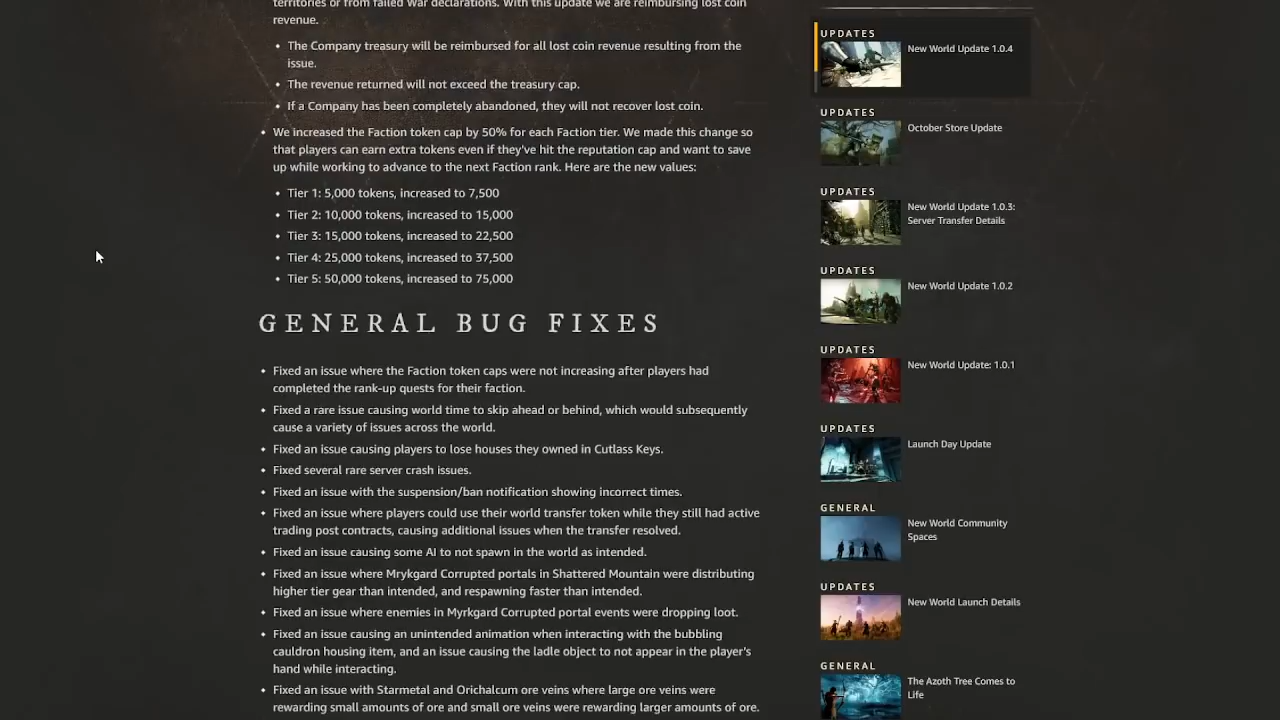 territories or from failed War declarations. With this update we are reimbursing lost coin
revenue.
• The Company treasury will be reimbursed for all lost coin revenue resulting from the
issue.
• The revenue returned will not exceed the treasury cap.
• If a Company has been completely abandoned, they will not recover lost coin.
• We increased the Faction token cap by 50% for each Faction tier. We made this change so
that players can earn extra tokens even if they've hit the reputation cap and want to save
up while working to advance to the next Faction rank. Here are the new values:
• Tier 1: 5,000 tokens, increased to 7,500
• Tier 2: 10,000 tokens, increased to 15,000
• Tier 3: 15,000 tokens, increased to 22,500
• Tier 4: 25,000 tokens, increased to 37,500
• Tier 5: 50,000 tokens, increased to 75,000
GENERAL BUG FIXES
• Fixed an issue where the Faction token caps were not increasing after players had
completed the rank-up quests for their faction.
• Fixed a rare issue causing world time to skip ahead or behind, which would subsequently
cause a variety of issues across the world.
• Fixed an issue causing players to lose houses they owned in Cutlass Keys.
• Fixed several rare server crash issues.
• Fixed an issue with the suspension/ban notification showing incorrect times.
• Fixed an issue where players could use their world transfer token while they still had active
trading post contracts, causing additional issues when the transfer resolved.
• Fixed an issue causing some AI to not spawn in the world as intended.
• Fixed an issue where Mrykgard Corrupted portals in Shattered Mountain were distributing
higher tier gear than intended, and respawning faster than intended.
• Fixed an issue where enemies in Myrkgard Corrupted portal events were dropping loot.
• Fixed an issue causing an unintended animation when interacting with the bubbling
cauldron housing item, and an issue causing the ladle object to not appear in the player's
hand while interacting.
• Fixed an issue with Starmetal and Orichalcum ore veins where large ore veins were
rewarding small amounts of ore and small ore veins were rewarding larger amounts of ore.
UPDATES
New World Update 1.0.4
UPDATES
October Store Update
UPDATES
New World Update 1.0.3:
Server Transfer Details
UPDATES
New World Update 1.0.2
UPDATES
New World Update: 1.0.1
UPDATES
Launch Day Update
GENERAL
New World Community
Spaces
UPDATES
New World Launch Details
GENERAL
The Azoth Tree Comes to
Life